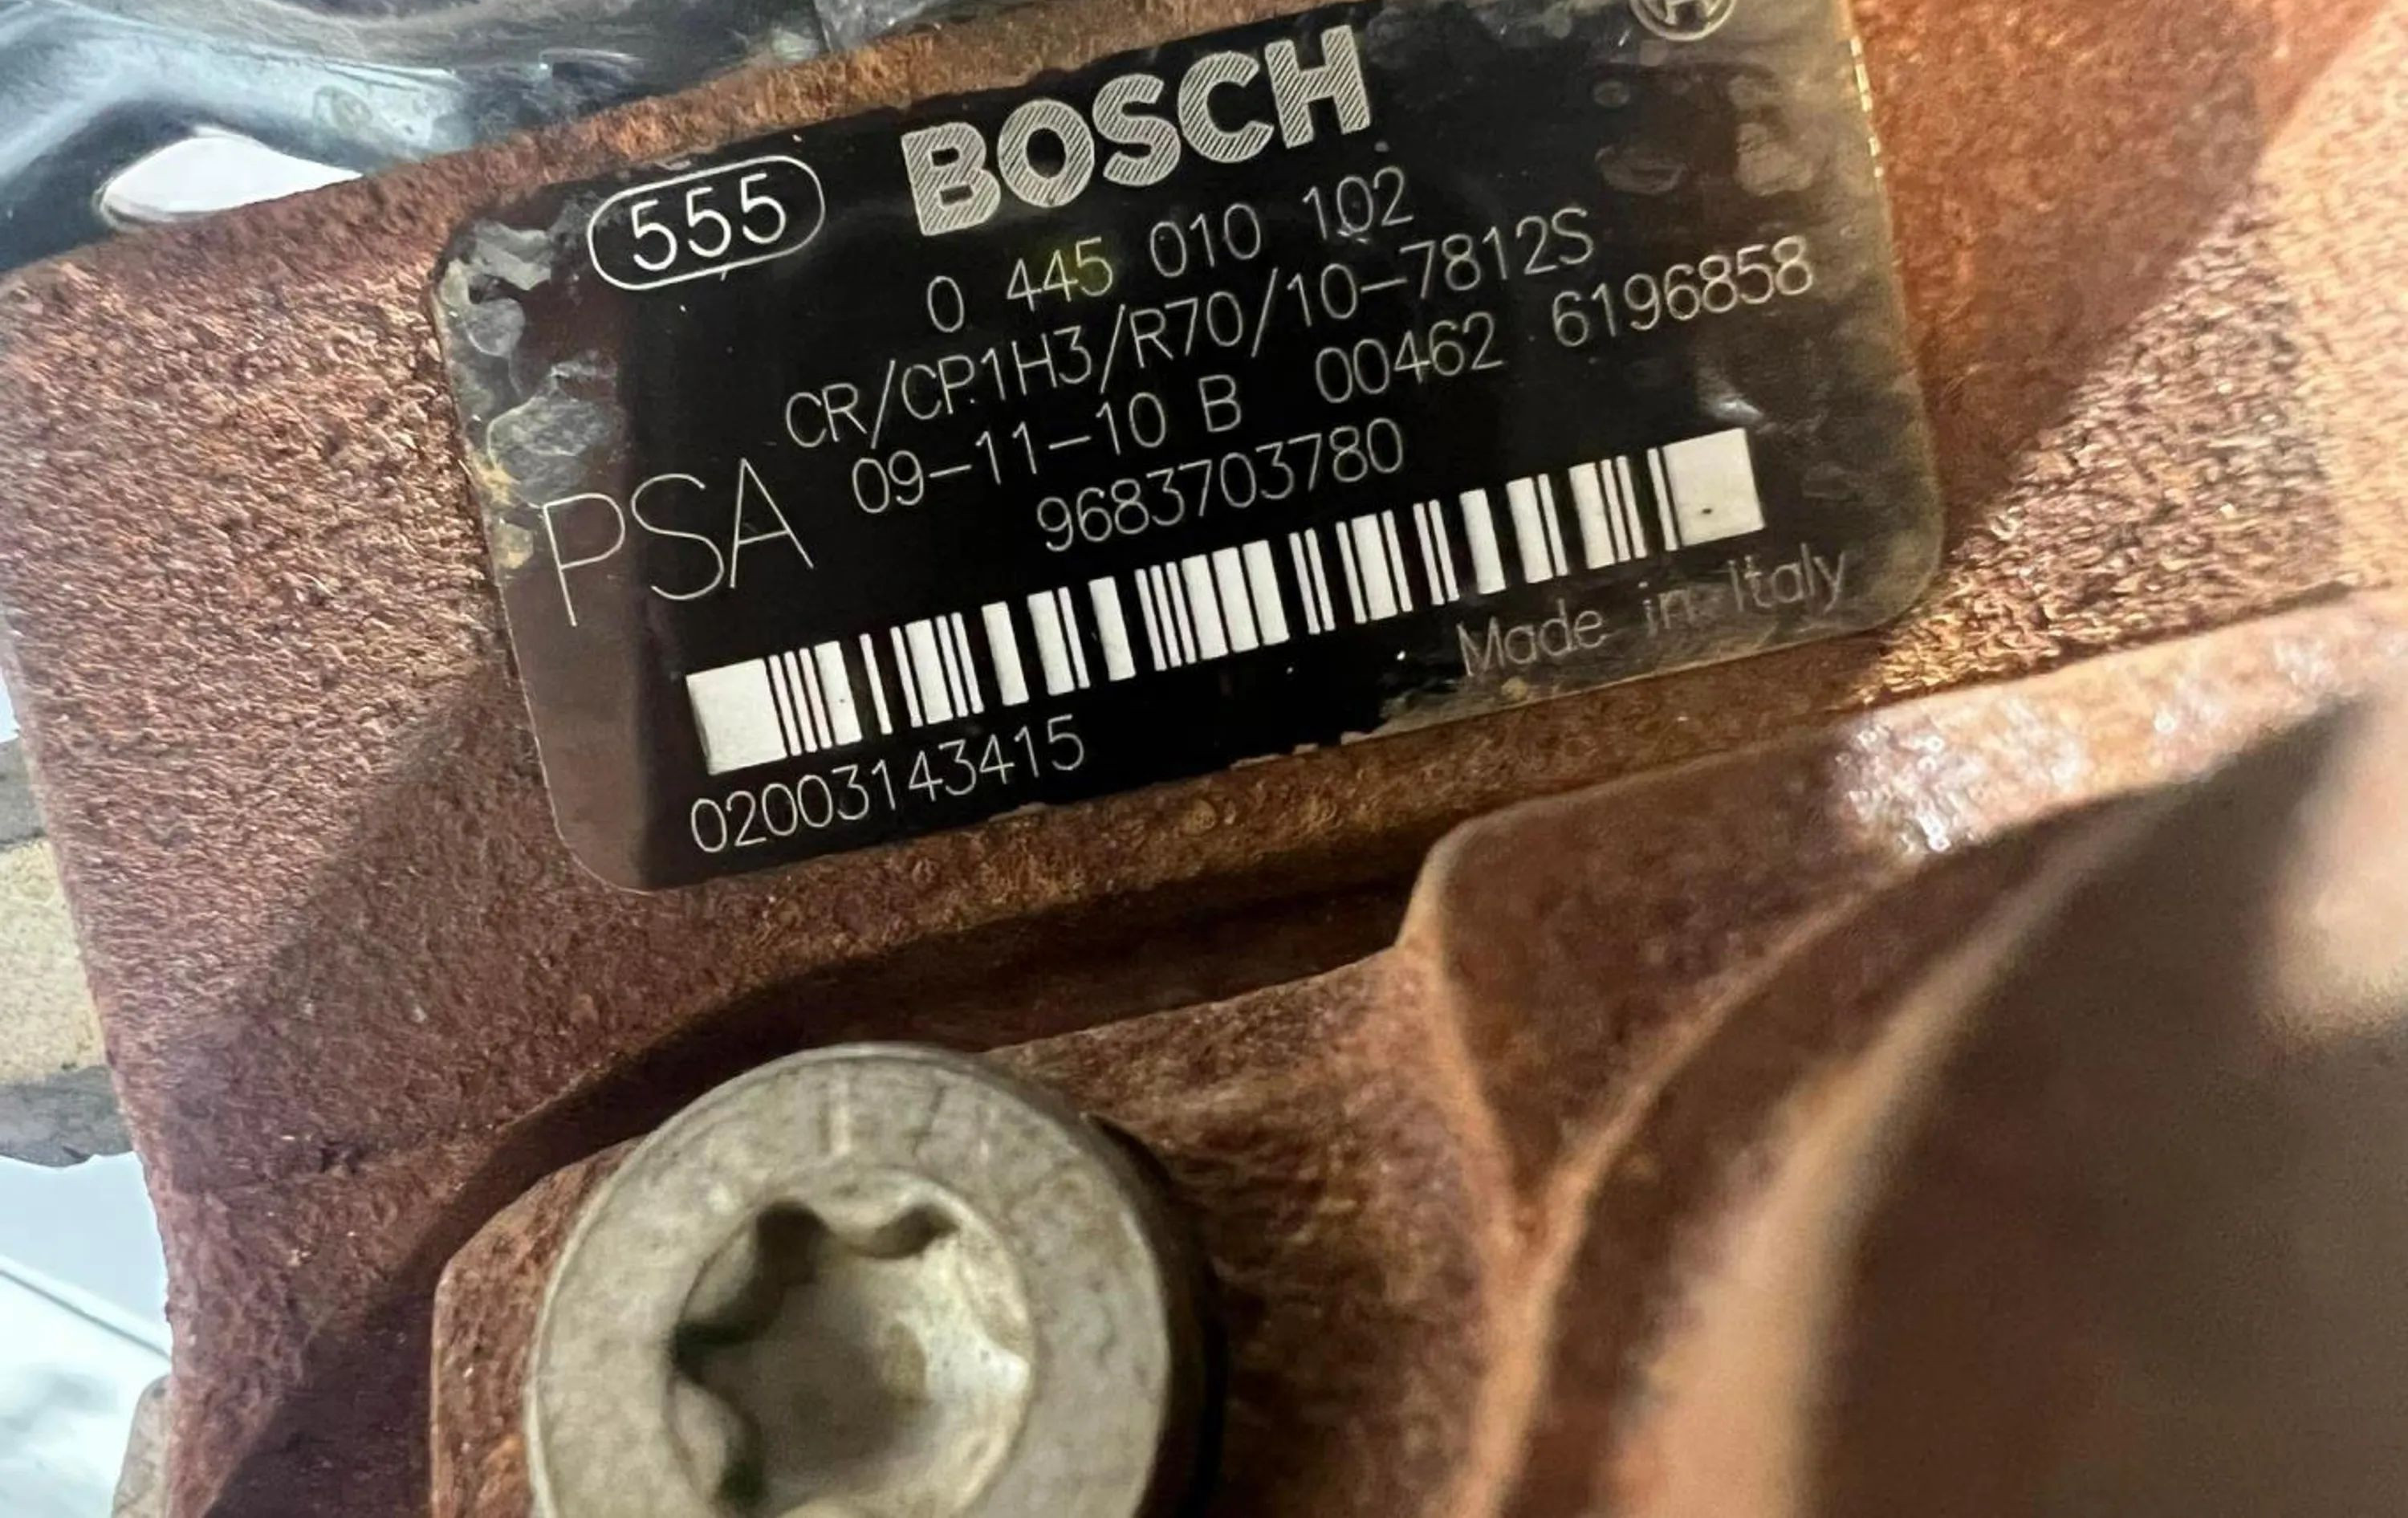 555 BOSCH
0 445 010 102
CR/CP1H3/R70/10-7812S
09-11-10 B 00462 6196858
PSA 9683703780
Made in Italy
02003143415